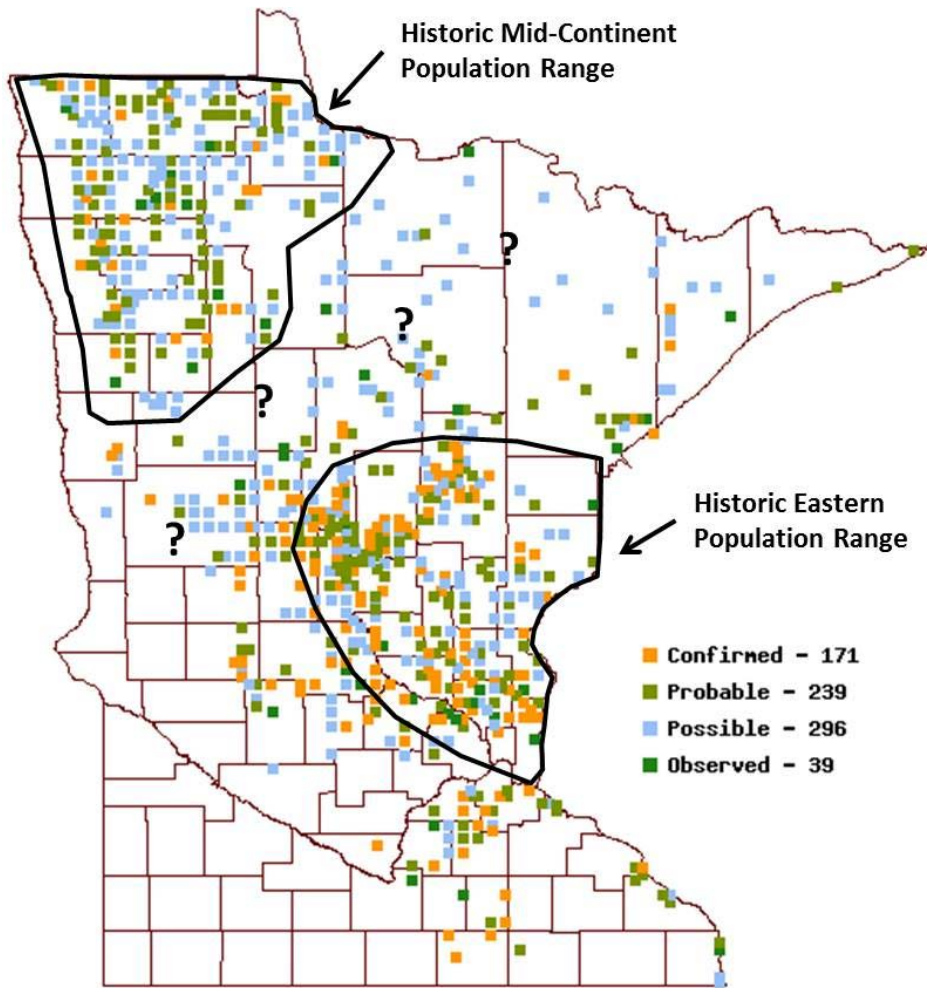 Historic Mid-Continent
Population Range
?
?
?
?
Historic Eastern
Population Range
Confirmed - 171
Probable - 239
Possible - 296
Observed - 39